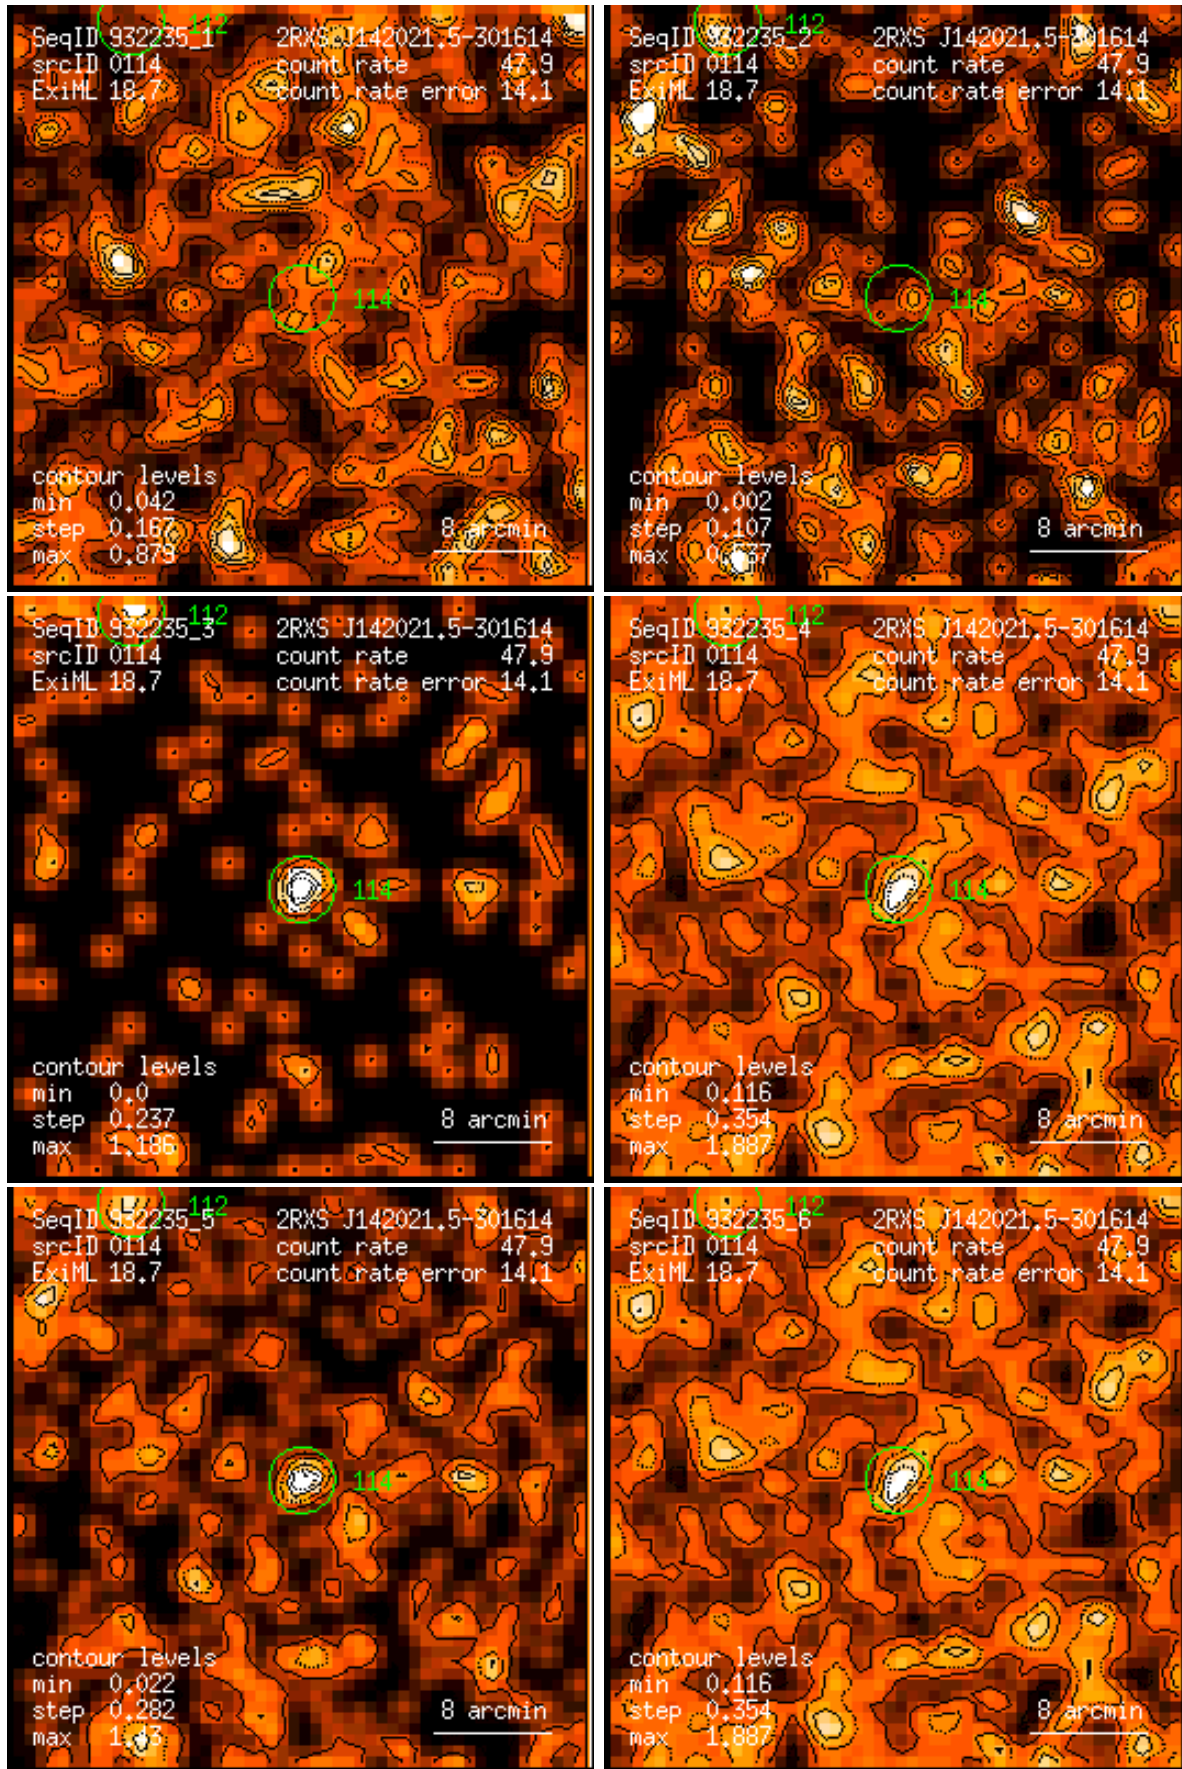 112
SeqID 932235_1 2RXS J142021.5-301614
srcID 0114 count rate 47.9
ExiML 18.7 count rate error 14.1
114
contour levels
min 0.042
step 0.167 8 arcmin
max 0.879
112
SeqID 932235_2 2RXS J142021.5-301614
srcID 0114 count rate 47.9
ExiML 18.7 count rate error 14.1
114
contour levels
min 0.002
step 0.107 8 arcmin
max
112
SeqID 932235_3 2RXS J142021.5-301614
srcID 0114 count rate 47.9
ExiML 18.7 count rate error 14.1
114
contour levels
min 0.0
step 0.237 8 arcmin
max 1.186
112
SeqID 932235_4 2RXS J142021.5-301614
srcID 0114 count rate 47.9
ExiML 18.7 count rate error 14.1
114
contour levels
min 0.116
step 0.354 8 arcmin
max 1.887
112
SeqID 932235_5 2RXS J142021.5-301614
srcID 0114 count rate 47.9
ExiML 18.7 count rate error 14.1
114
contour levels
min 0.022
step 0.282 8 arcmin
max
112
SeqID 932235_6 2RXS J142021.5-301614
srcID 0114 count rate 47.9
ExiML 18.7 count rate error 14.1
114
contour levels
min 0.116
step 0.354 8 arcmin
max 1.887